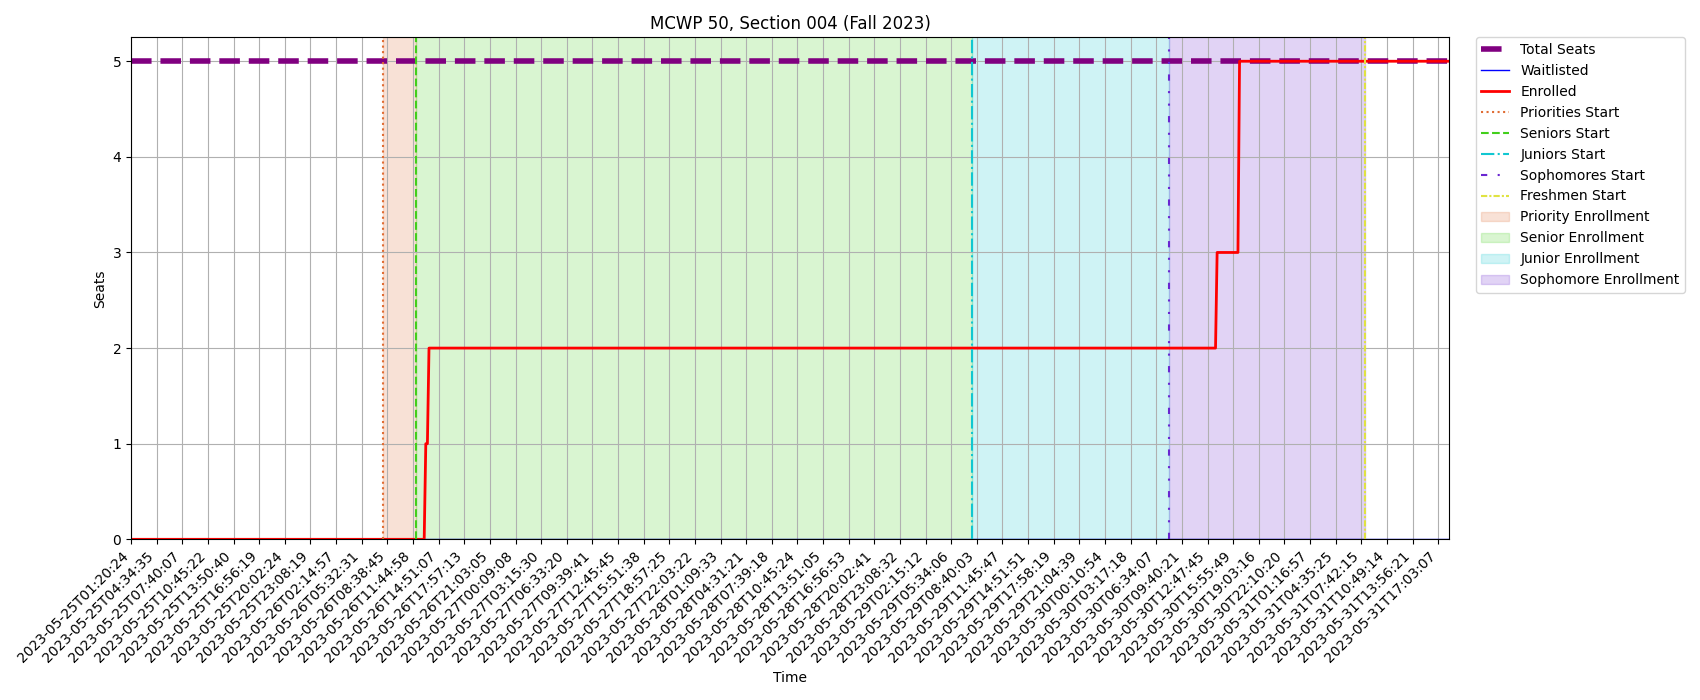 MCWP 50, Section 004 (Fall 2023)
Seats
5
4
3
2
1
0
2023-05-25T01:20:24
2023-05-25T04:34:35
2023-05-25T07:40:07
2023-05-25T10:45:22
2023-05-25T13:50:40
2023-05-25T16:56:19
2023-05-25T20:02:24
2023-05-25T23:08:19
2023-05-26T02:14:57
2023-05-26T05:32:31
2023-05-26T08:38:45
2023-05-26T11:44:58
2023-05-26T14:51:07
2023-05-26T17:57:13
2023-05-26T21:03:05
2023-05-27T00:09:08
2023-05-27T03:15:30
2023-05-27T06:33:20
2023-05-27T09:39:41
2023-05-27T12:45:45
2023-05-27T15:51:38
2023-05-27T18:57:25
2023-05-27T22:03:22
2023-05-28T01:09:33
2023-05-28T04:31:21
2023-05-28T07:39:18
2023-05-28T10:45:24
2023-05-28T13:51:05
2023-05-28T16:56:53
2023-05-28T20:02:41
2023-05-28T23:08:32
2023-05-29T02:15:12
2023-05-29T05:34:06
2023-05-29T08:40:03
2023-05-29T11:45:47
2023-05-29T14:51:51
2023-05-29T17:58:19
2023-05-29T21:04:39
2023-05-30T00:10:54
2023-05-30T03:17:18
2023-05-30T06:34:07
2023-05-30T09:40:21
2023-05-30T12:47:45
2023-05-30T15:55:49
2023-05-30T19:03:16
2023-05-30T22:10:20
2023-05-31T01:16:57
2023-05-31T04:35:25
2023-05-31T07:42:15
2023-05-31T10:49:14
2023-05-31T13:56:21
2023-05-31T17:03:07
Time
Total Seats
Waitlisted
Enrolled
Priorities Start
Seniors Start
Juniors Start
Sophomores Start
Freshmen Start
Priority Enrollment
Senior Enrollment
Junior Enrollment
Sophomore Enrollment